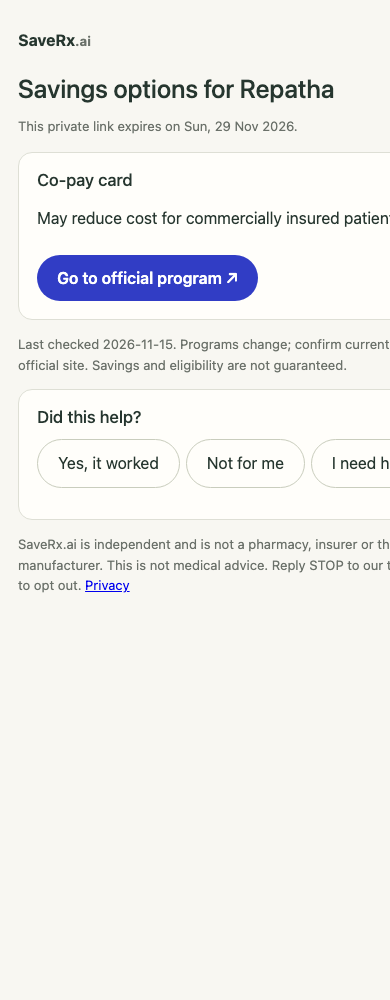 SaveRx.ai
Savings options for Repatha
This private link expires on Sun, 29 Nov 2026.
Co-pay card
May reduce cost for commercially insured
Go to official program ↗
Last checked 2026-11-15. Programs change; confirm current
official site. Savings and eligibility are not guaranteed.
Did this help?
Yes, it worked
Not for me
I need
SaveRx.ai is independent and is not a pharmacy, insurer or
manufacturer. This is not medical advice. Reply STOP to our
to opt out. Privacy